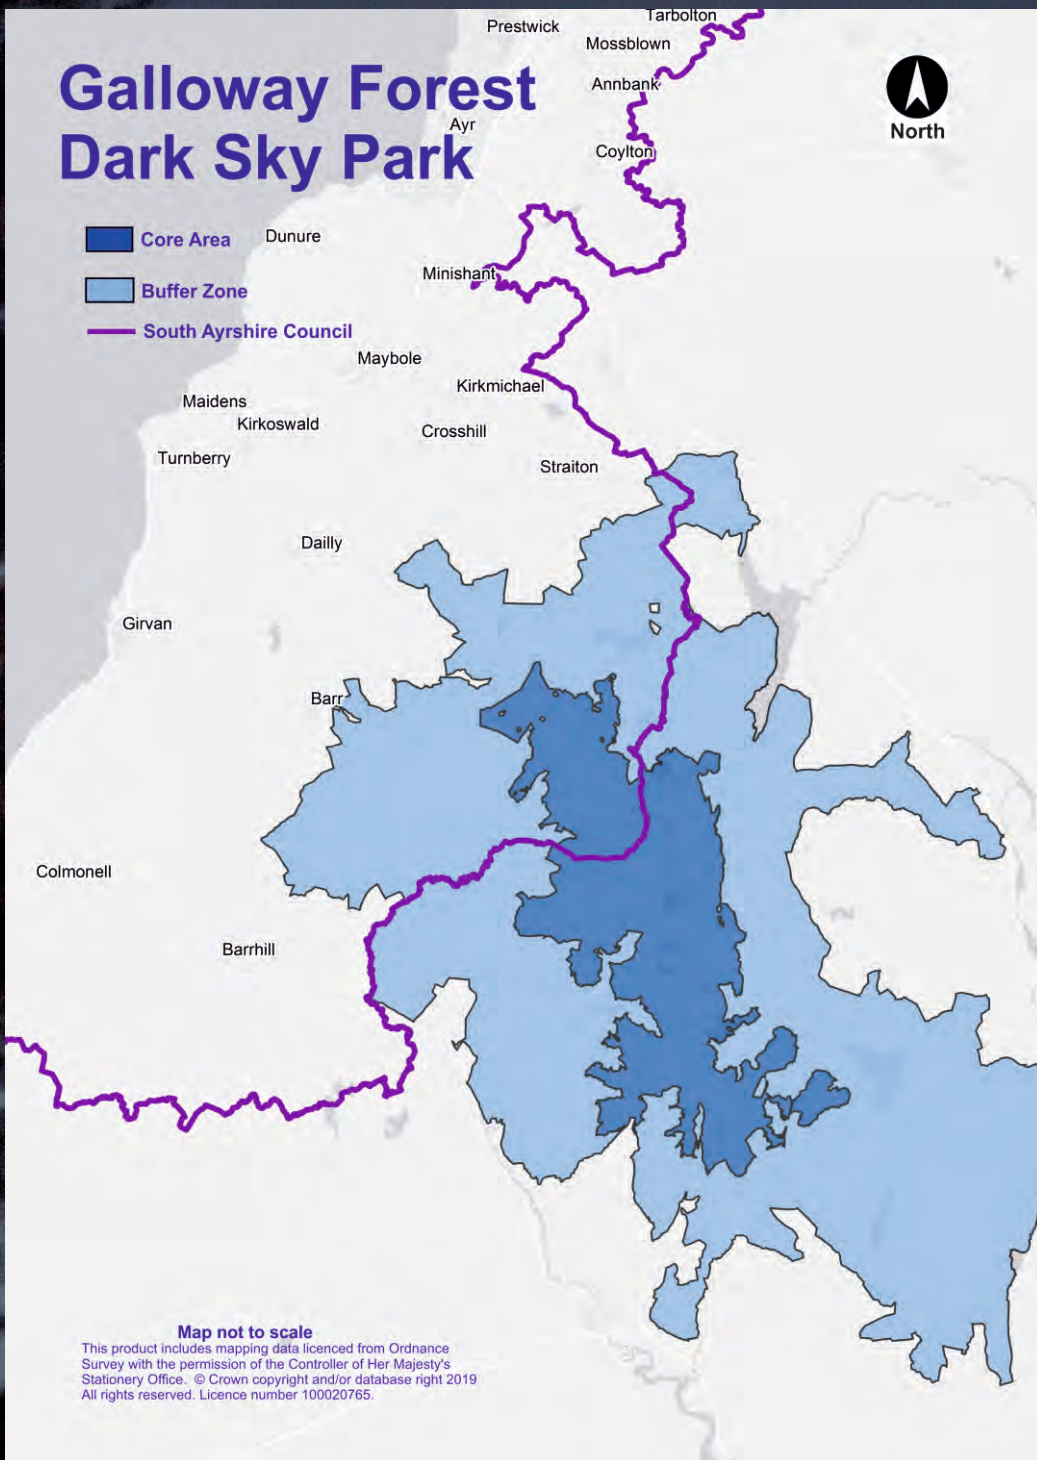 Prestwick
Tarbolton
Mossblown
Galloway Forest
Dark Sky Park
Annbank
Ayr
North
Coylton
Core Area
Dunure
Minishant
Buffer Zone
South Ayrshire Council
Maybole
Kirkmichael
Maidens
Kirkoswald
Crosshill
Turnberry
Straiton
Dailly
Girvan
Barr
Colmonell
Barrhill
Map not to scale
This product includes mapping data licenced from Ordnance
Survey with the permission of the Controller of Her Majesty's
Stationery Office. © Crown copyright and/or database right 2019
All rights reserved. Licence number 100020765.